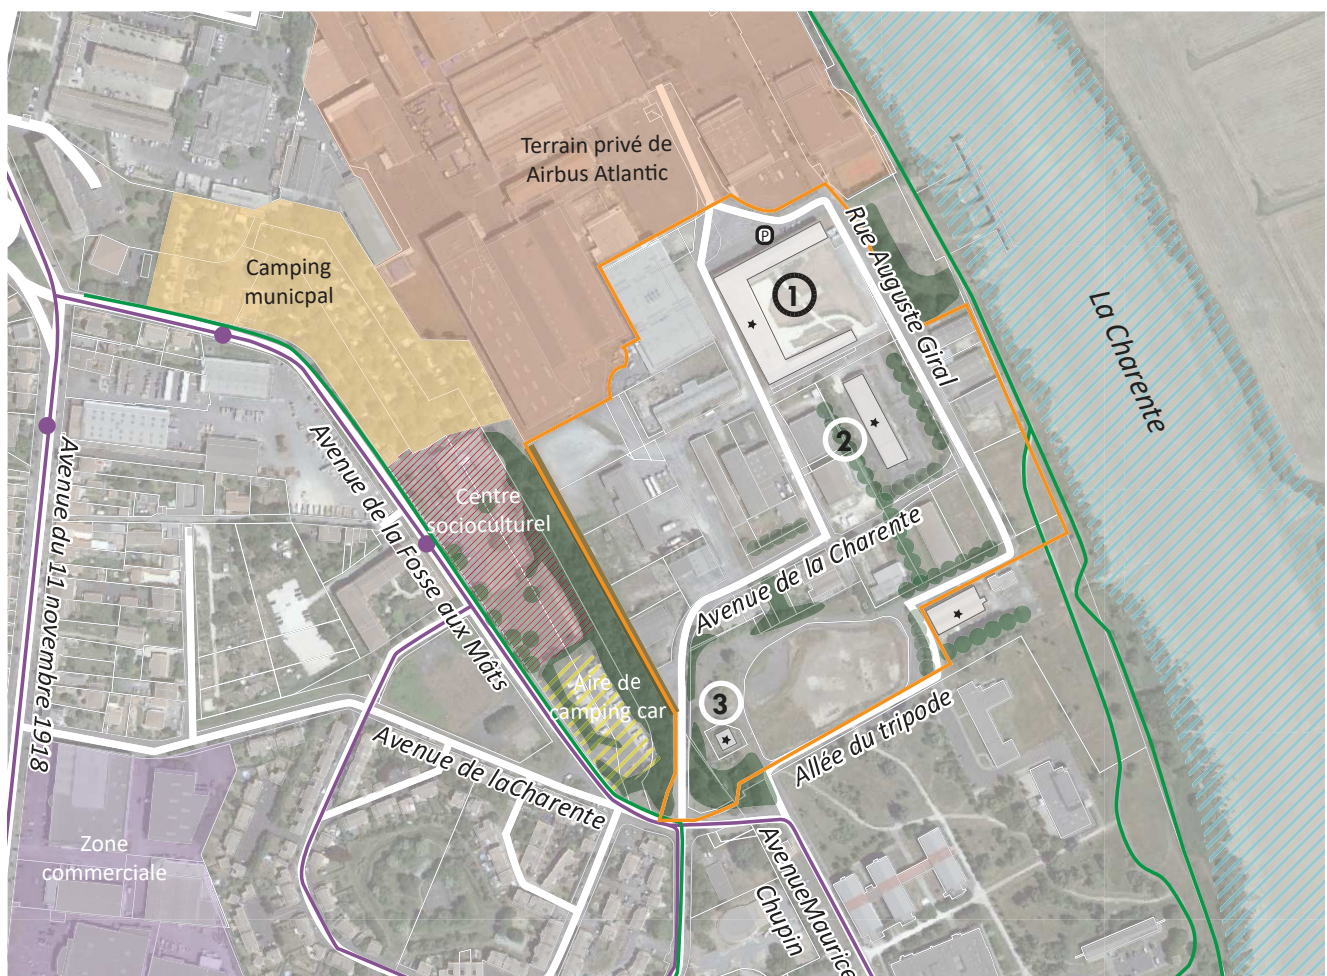 Terrain privé de
Airbus Atlantic
P
Rue Auguste Giral
Camping
municpal
1
La Charente
2
Avenue du 11 novembre 1918
Avenue de la Fosse aux Mâts
Centre
socioculturel
Avenue de la Charente
Aire de
camping car
3
Allée du tripode
Avenue de laCharente
Zone
commerciale
AvenueMaurice
Chupin